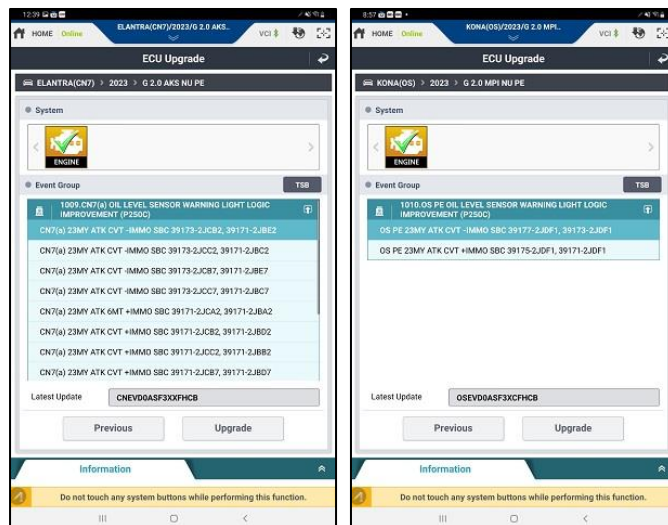 12:39
ELANTRA(CN7)/2023/G 2.0 AKS..
HOME Online
VCI
ECU Upgrade
ELANTRA(CN7) > 2023 > G 2.0 AKS NU PE
System
ENGINE
Event Group
TSB
1009.CN7(a) OIL LEVEL SENSOR WARNING LIGHT LOGIC
IMPROVEMENT (P250C)
CN7(a) 23MY ATK CVT -IMMO SBC 39173-2JCB2, 39171-2JBE2
CN7(a) 23MY ATK CVT -IMMO SBC 39173-2JCC2, 39171-2JBC2
CN7(a) 23MY ATK CVT -IMMO SBC 39173-2JCB7, 39171-2JBE7
CN7(a) 23MY ATK CVT -IMMO SBC 39173-2JCC7, 39171-2JBC7
CN7(a) 23MY ATK 6MT +IMMO SBC 39171-2JCA2, 39171-2JBA2
CN7(a) 23MY ATK CVT +IMMO SBC 39171-2JCB2, 39171-2JBD2
CN7(a) 23MY ATK CVT +IMMO SBC 39171-2JCC2, 39171-2JBB2
CN7(a) 23MY ATK CVT +IMMO SBC 39171-2JCB7, 39171-2JBD7
Latest Update
CNEVD0ASF3XXFHCB
Previous
Upgrade
Information
Do not touch any system buttons while performing this function.
8:57
KONA(OS)/2023/G 2.0 MPI..
HOME Online
VCI
ECU Upgrade
KONA(OS) > 2023 > G 2.0 MPI NU PE
System
ENGINE
Event Group
TSB
1010.OS PE OIL LEVEL SENSOR WARNING LIGHT LOGIC
IMPROVEMENT (P250C)
OS PE 23MY ATK CVT -IMMO SBC 39177-2JDF1, 39173-2JDF1
OS PE 23MY ATK CVT +IMMO SBC 39175-2JDF1, 39171-2JDF1
Latest Update
OSEVD0ASF3XCFHCB
Previous
Upgrade
Information
Do not touch any system buttons while performing this function.